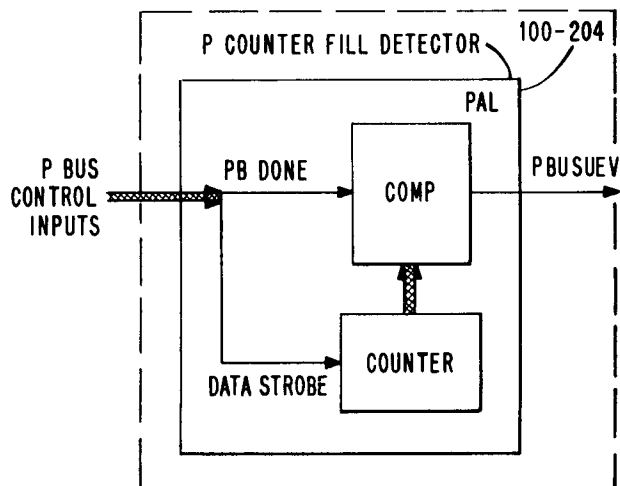 100-204
P COUNTER FILL DETECTOR
PAL
P BUS
CONTROL
INPUTS
PB DONE
COMP
PBUSUEV
DATA STROBE
COUNTER